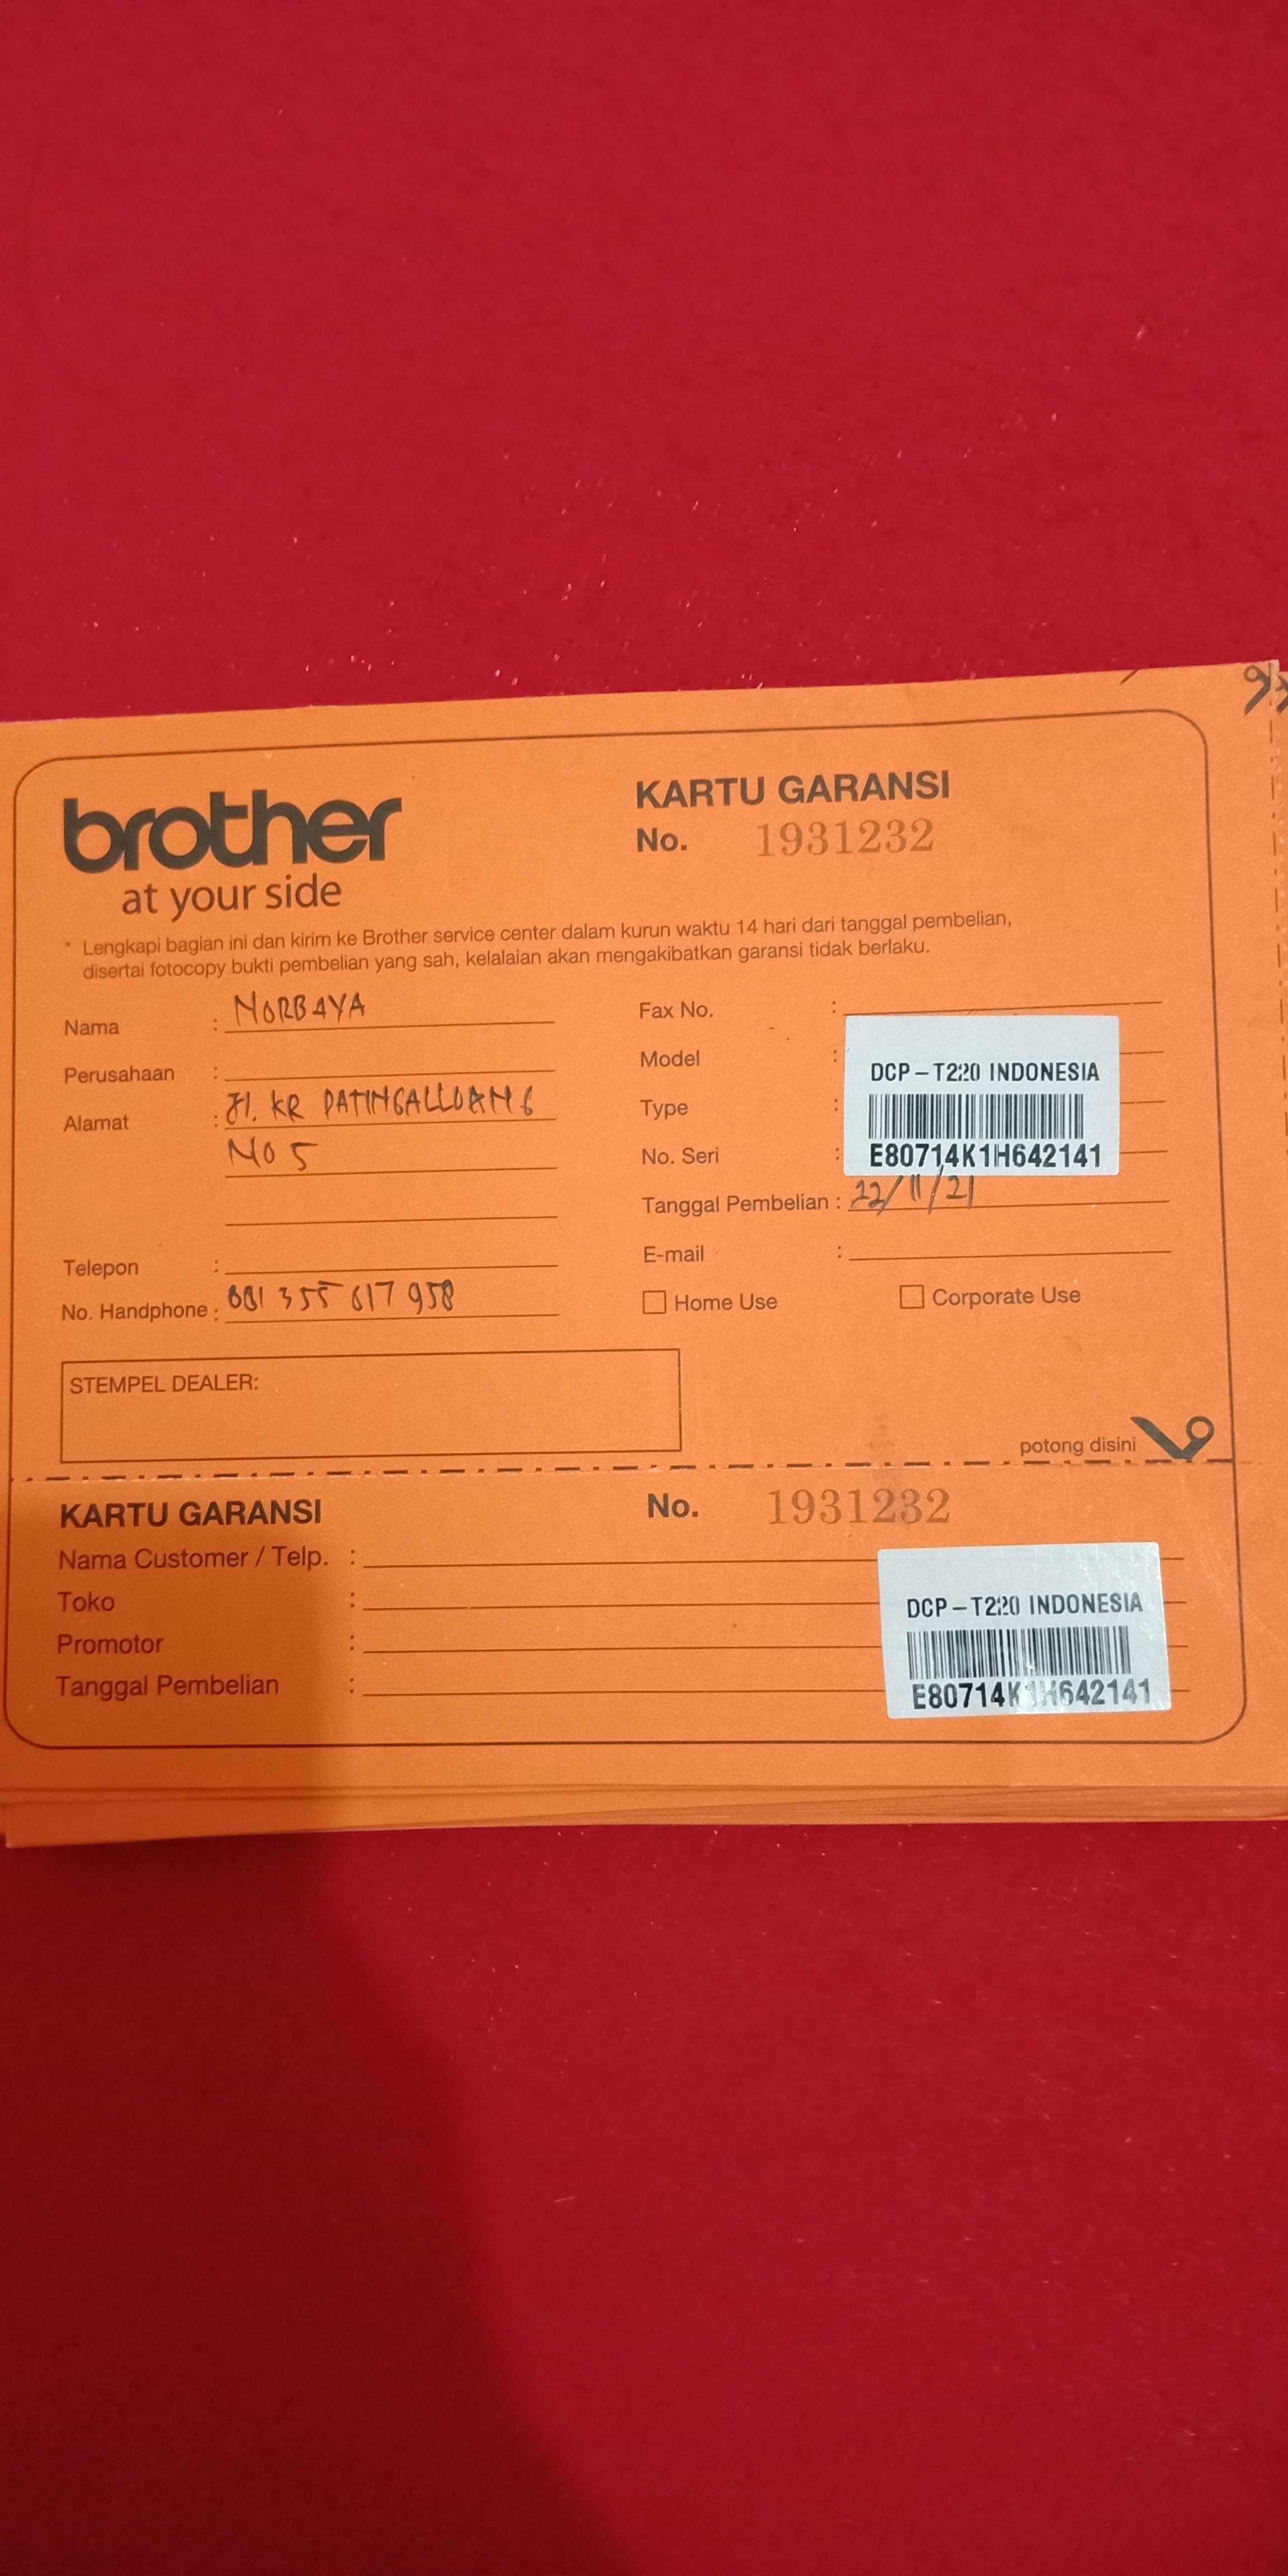 brother
at your side
KARTU GARANSI
No. 1931232
* Lengkapi bagian ini dan kirim ke Brother service center dalam kurun waktu 14 hari dari tanggal pembelian,
disertai fotocopy bukti pembelian yang sah, kelalaian akan mengakibatkan garansi tidak berlaku.
Nama : NORBAYA
Perusahaan :
Alamat : Jl. KR PATINGALLOANG
NO 5
Telepon :
No. Handphone : 081 355 617 958
Fax No. :
Model :
Type :
No. Seri :
DCP-T220 INDONESIA
E80714K1H642141
Tanggal Pembelian : 22/11/21
E-mail :
Home Use
Corporate Use
STEMPEL DEALER:
potong disini
KARTU GARANSI
No. 1931232
Nama Customer / Telp. :
Toko :
Promotor :
Tanggal Pembelian :
DCP-T220 INDONESIA
E80714K1H642141